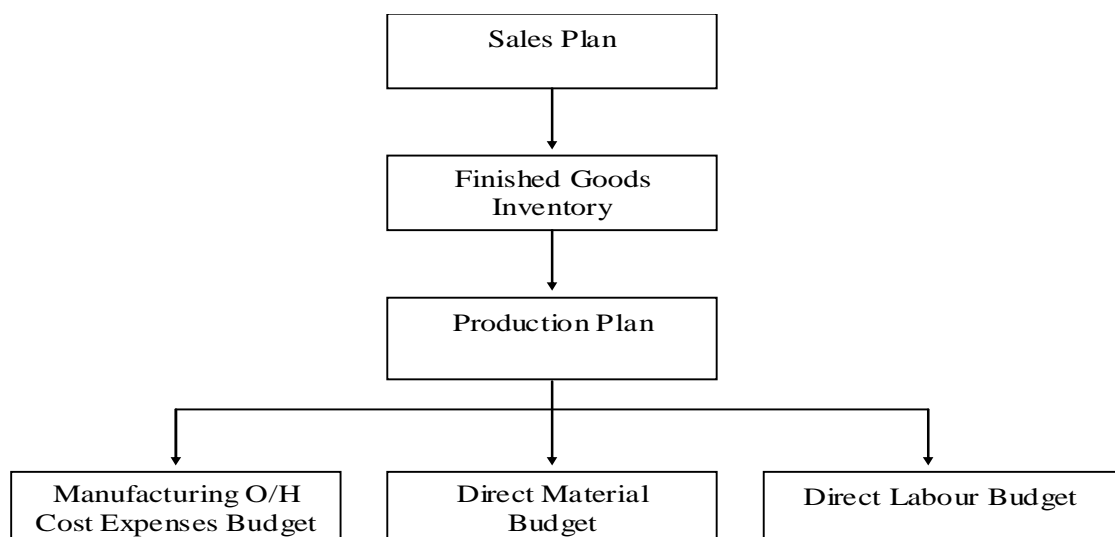 Sales Plan
Finished Goods
Inventory
Production Plan
Manufacturing O/H
Cost Expenses Budget
Direct Material
Budget
Direct Labour Budget